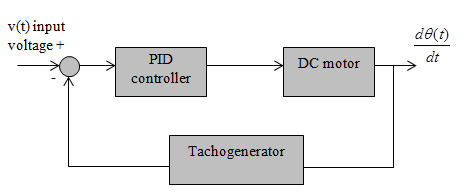 v(t) input
voltage +
-
PID
controller
DC motor
dθ(t)
dt
Tachogenerator